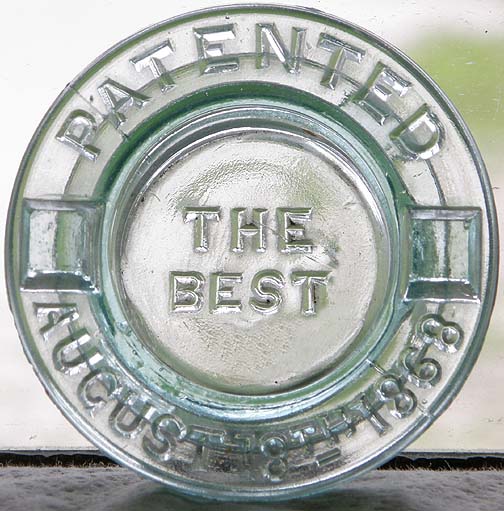 PATENTED
THE
BEST
AUGUST 18TH 1868